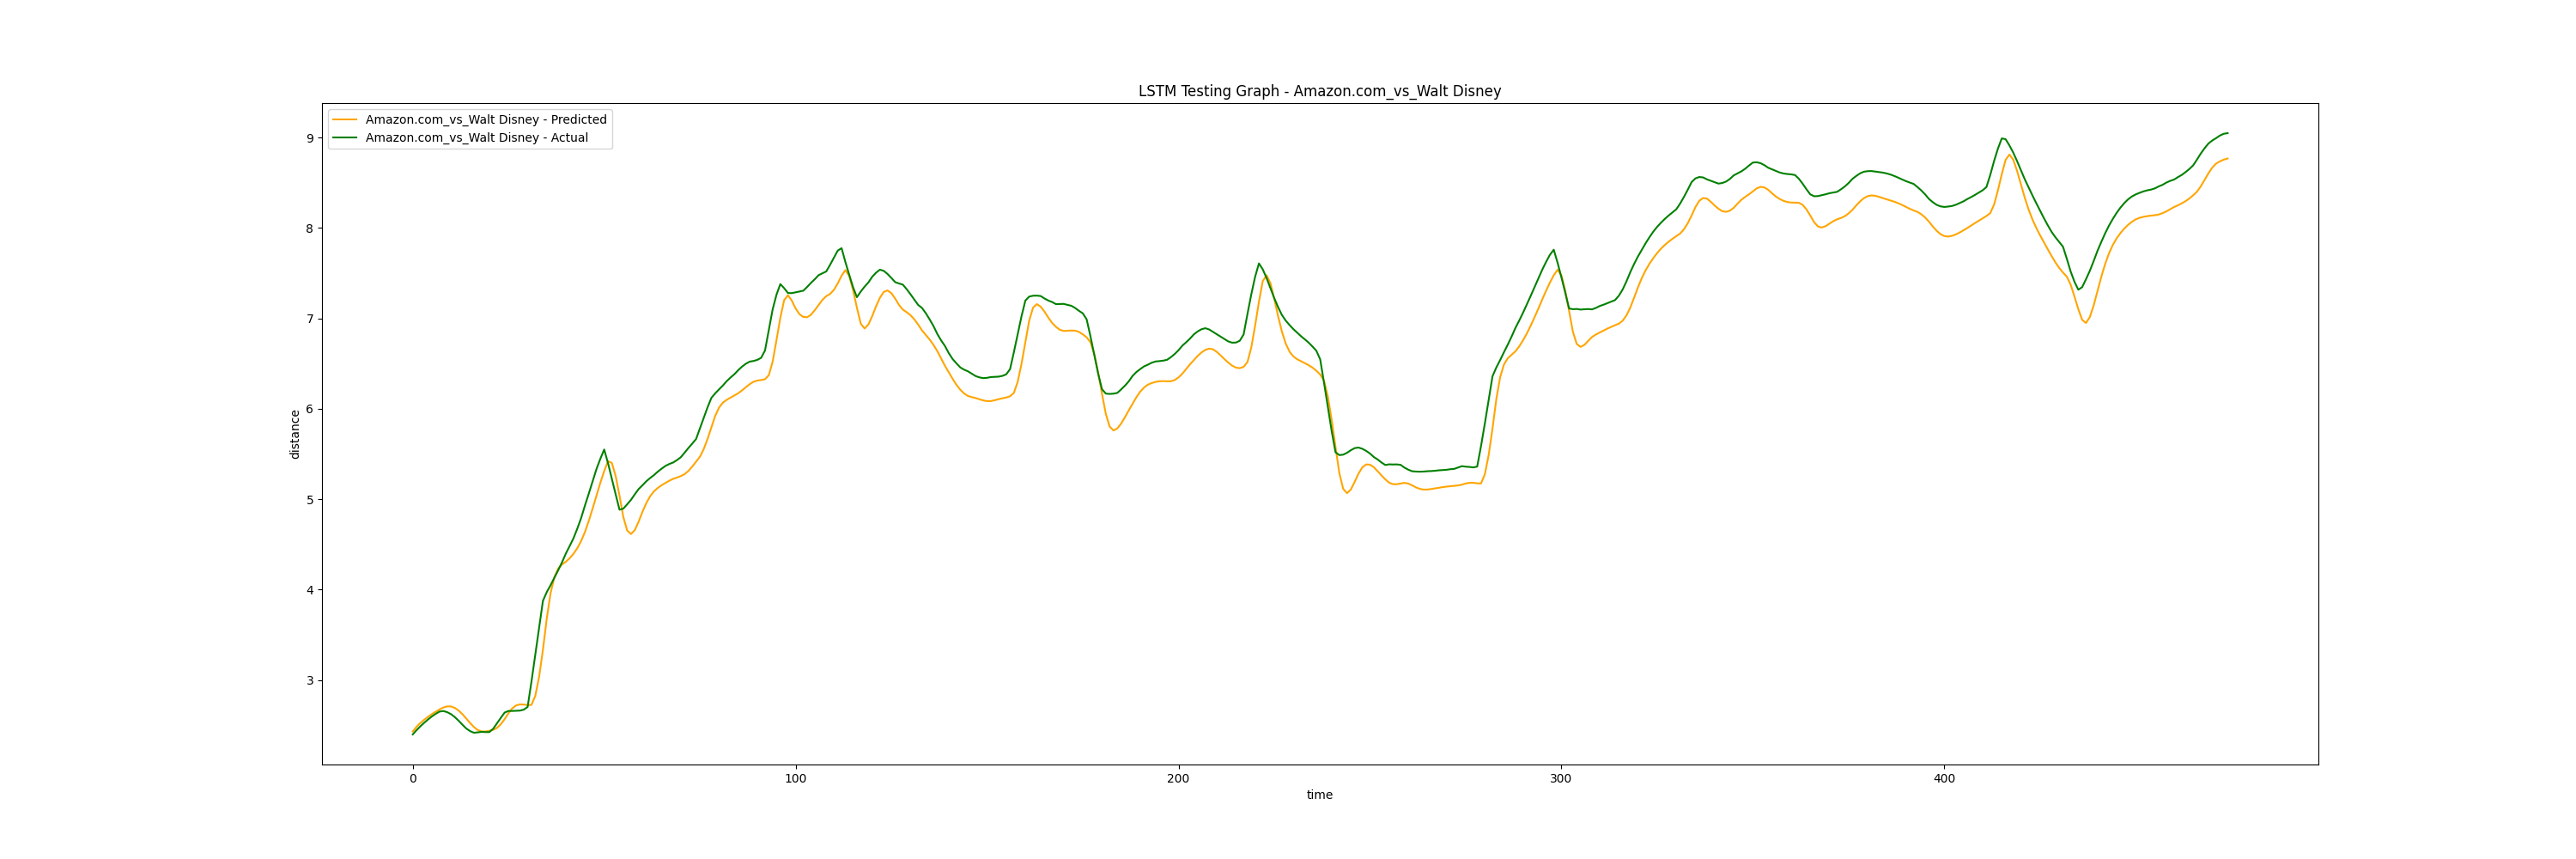 LSTM Testing Graph - Amazon.com_vs_Walt Disney
Amazon.com_vs_Walt Disney - Predicted
Amazon.com_vs_Walt Disney - Actual
9
8
7
6
5
4
3
distance
0 100 200 300 400
time